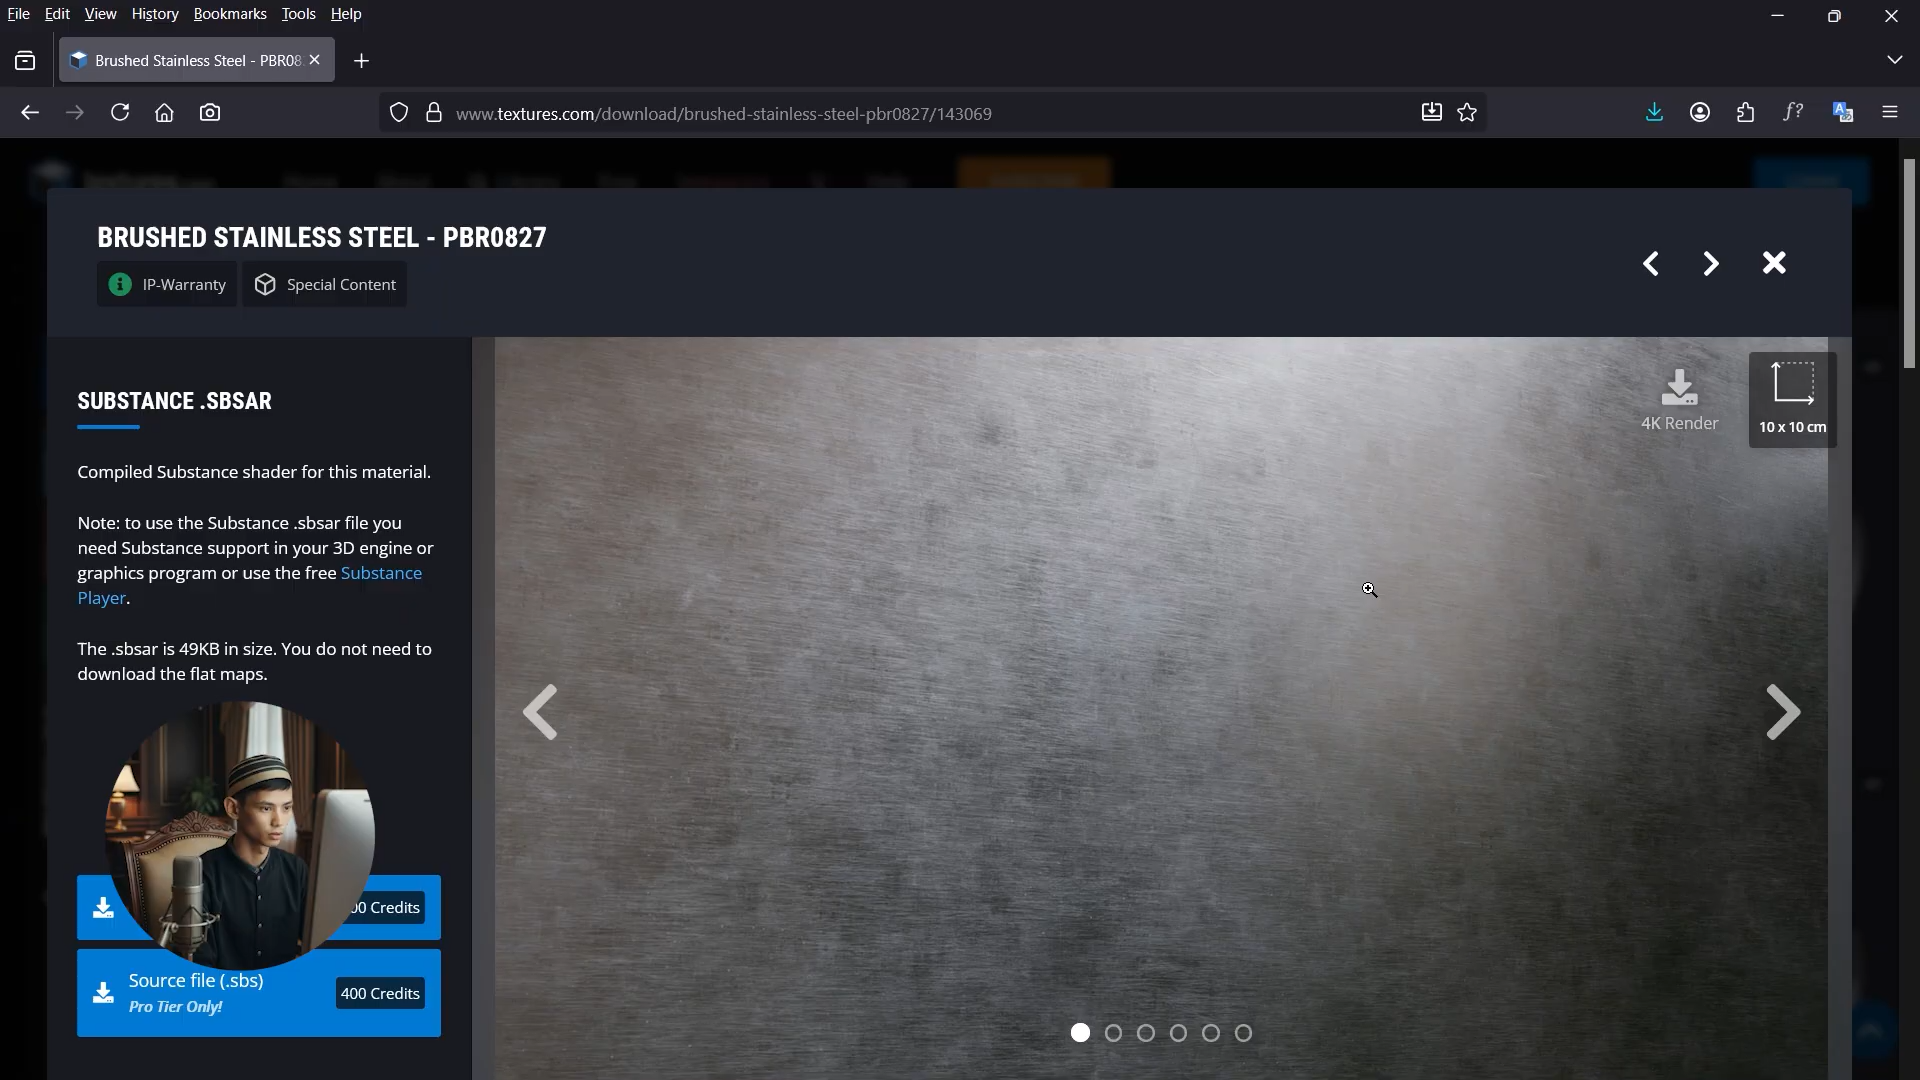 File Edit View History Bookmarks Tools Help
Brushed Stainless Steel - PBR08
www.textures.com/download/brushed-stainless-steel-pbr0827/143069
BRUSHED STAINLESS STEEL - PBR0827
IP-Warranty
Special Content
SUBSTANCE .SBSAR
Compiled Substance shader for this material.
Note: to use the Substance .sbsar file you
need Substance support in your 3D engine or
graphics program or use the free Substance
Player.
The .sbsar is 49KB in size. You do not need to
download the flat maps.
Credits
Source file (.sbs)
Pro Tier Only!
400 Credits
4K Render
10 x 10 cm